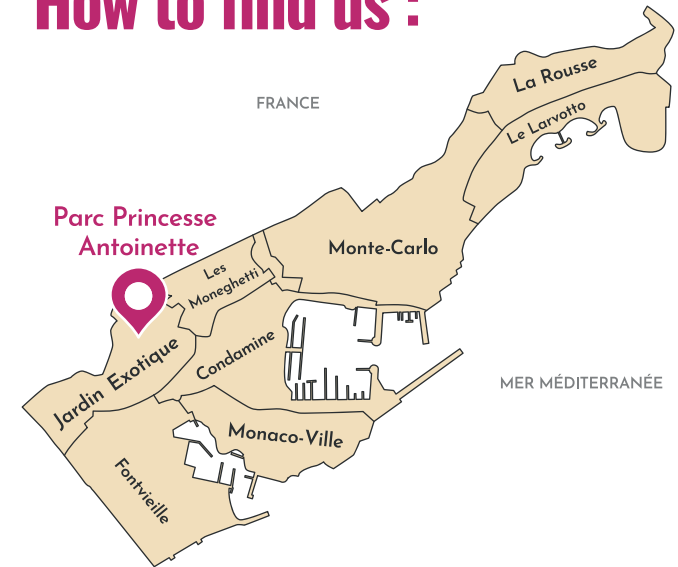 How to find us :
La Rousse
FRANCE
Le Larvotto
Parc Princesse
Antoinette
Monte-Carlo
Les
Moneghetti
Condamine
Jardin Exotique
MER MÉDITERRANÉE
Monaco-Ville
Fontvieille